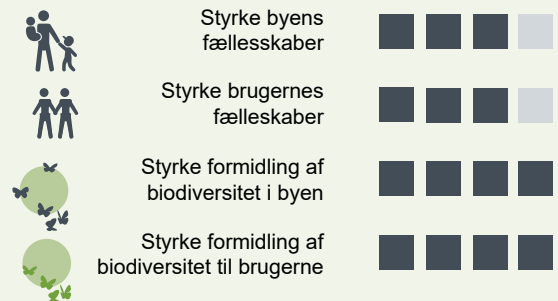 Styrke byens
fællesskaber
Styrke brugernes
fælleskaber
Styrke formidling af
biodiversitet i byen
Styrke formidling af
biodiversitet til brugerne